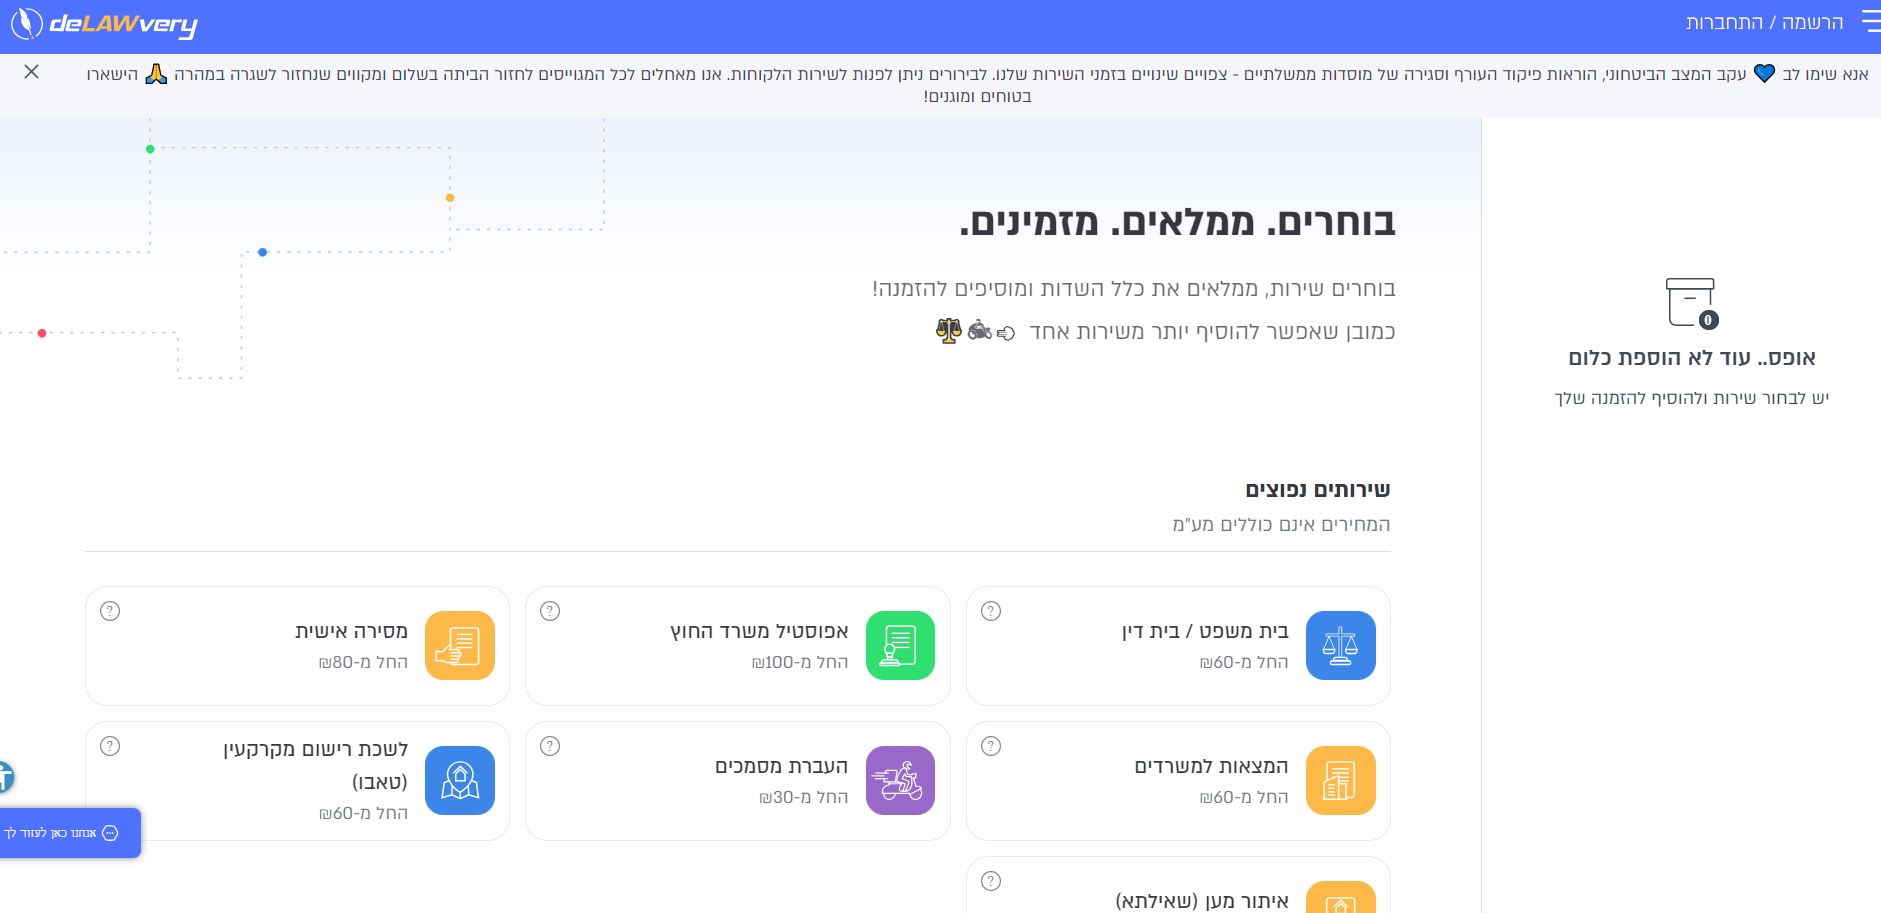 deLAWvery
הרשמה / התחברות
אנא שימו לב 💙 עקב המצב הביטחוני, הוראות פיקוד העורף וסגירה של מוסדות ממשלתיים - צפויים שינויים בזמני השירות שלנו. לבירורים ניתן לפנות לשירות הלקוחות. אנו מאחלים לכל המגוייסים לחזור הביתה בשלום ומקווים שנחזור לשגרה במהרה 🙏 הישארו
בטוחים ומוגנים!
0
אופס.. עוד לא הוספת כלום
יש לבחור שירות ולהוסיף להזמנה שלך
בוחרים. ממלאים. מזמינים.
בוחרים שירות, ממלאים את כלל השדות ומוסיפים להזמנה!
כמובן שאפשר להוסיף יותר משירות אחד
שירותים נפוצים
המחירים אינם כוללים מע"מ
בית משפט / בית דין
החל מ-60₪
?
אפוסטיל משרד החוץ
החל מ-100₪
?
מסירה אישית
החל מ-80₪
?
המצאות למשרדים
החל מ-60₪
?
העברת מסמכים
החל מ-30₪
?
לשכת רישום מקרקעין
(טאבו)
החל מ-60₪
?
איתור מען (שאילתא)
?
אנחנו כאן לעזור לך